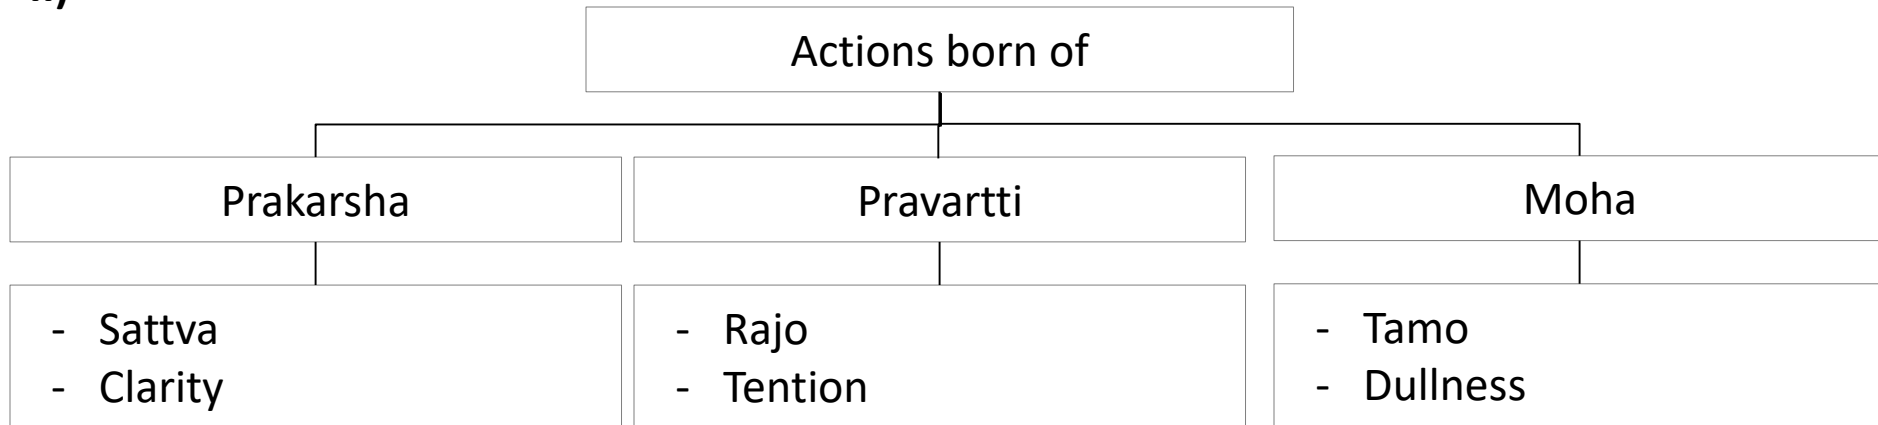 Actions born of
Prakarsha
Pravartti
Moha
- Sattva
- Clarity
- Rajo
- Tention
- Tamo
- Dullness